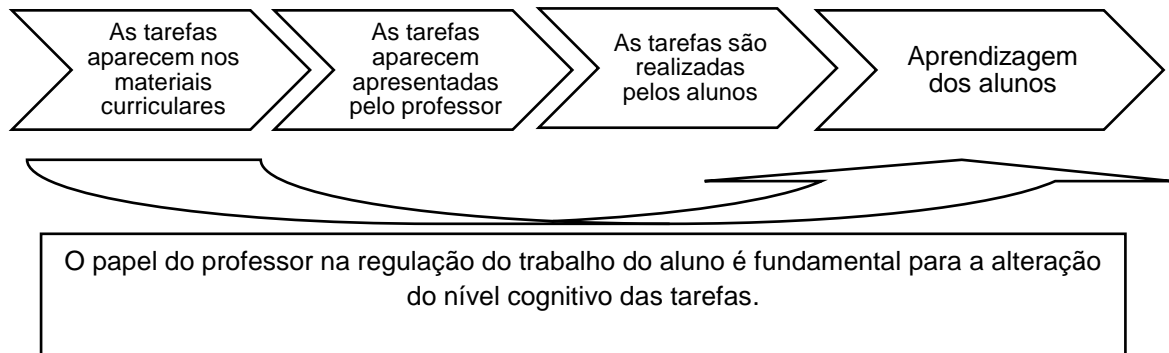 As tarefas
aparecem nos
materiais
curriculares
As tarefas
aparecem
apresentadas
pelo professor
As tarefas são
realizadas
pelos alunos
Aprendizagem
dos alunos
O papel do professor na regulação do trabalho do aluno é fundamental para a alteração
do nível cognitivo das tarefas.